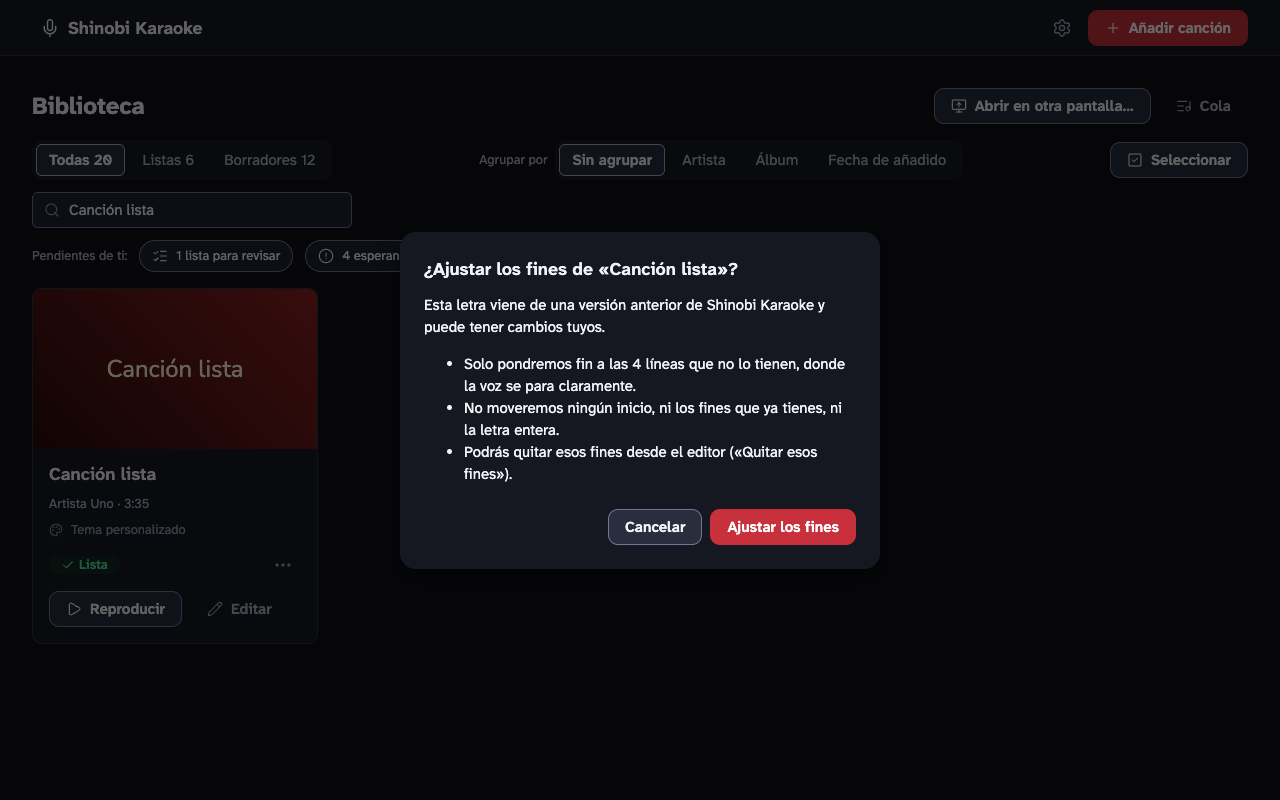 Shinobi Karaoke
Añadir canción
Biblioteca
Abrir en otra pantalla...
Cola
Todas 20
Listas 6
Borradores 12
Agrupar por
Sin agrupar
Artista
Álbum
Fecha de añadido
Seleccionar
Canción lista
Pendientes de ti:
1 lista para revisar
4 esperan
Canción lista
Canción lista
Artista Uno · 3:35
Tema personalizado
Lista
Reproducir
Editar
¿Ajustar los fines de «Canción lista»?
Esta letra viene de una versión anterior de Shinobi Karaoke y
puede tener cambios tuyos.
• Solo pondremos fin a las 4 líneas que no lo tienen, donde
la voz se para claramente.
• No moveremos ningún inicio, ni los fines que ya tienes, ni
la letra entera.
• Podrás quitar esos fines desde el editor («Quitar esos
fines»).
Cancelar
Ajustar los fines